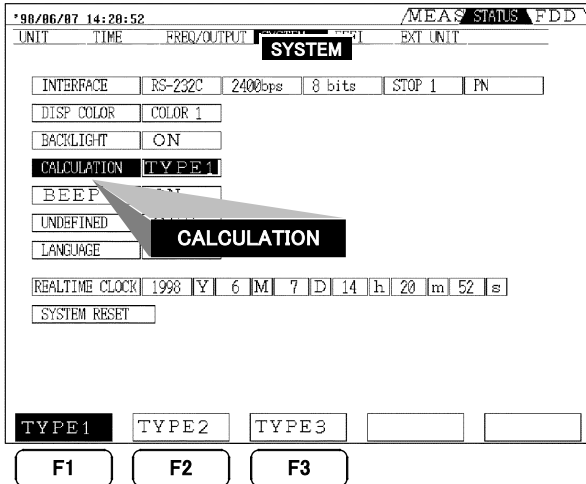 '98/06/07 14:20:52 MEAS STATUS FDD
UNIT TIME FREQ/OUTPUT EFFI EXT UNIT
SYSTEM
INTERFACE RS-232C 2400bps 8 bits STOP 1 PN
DISP COLOR COLOR 1
BACKLIGHT ON
CALCULATION TYPE1
BEEP ON
UNDEFINED
CALCULATION
LANGUAGE
REALTIME CLOCK 1998 Y 6 M 7 D 14 h 20 m 52 s
SYSTEM RESET
TYPE1 TYPE2 TYPE3
F1 F2 F3